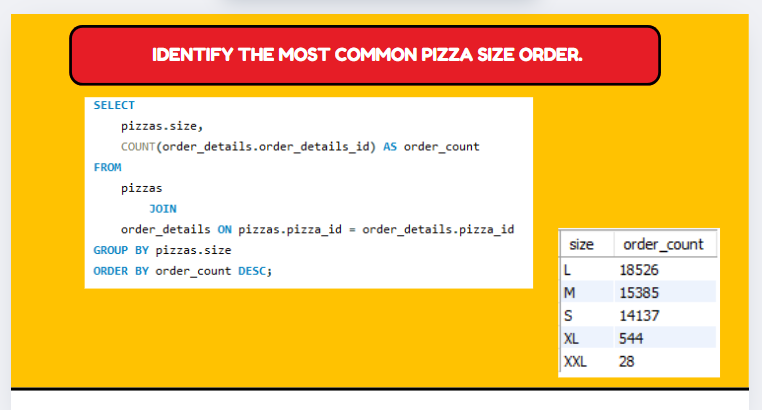 IDENTIFY THE MOST COMMON PIZZA SIZE ORDER.
SELECT
pizzas.size,
COUNT(order_details.order_details_id) AS order_count
FROM
pizzas
JOIN
order_details ON pizzas.pizza_id = order_details.pizza_id
GROUP BY pizzas.size
ORDER BY order_count DESC;
size order_count
L 18526
M 15385
S 14137
XL 544
XXL 28